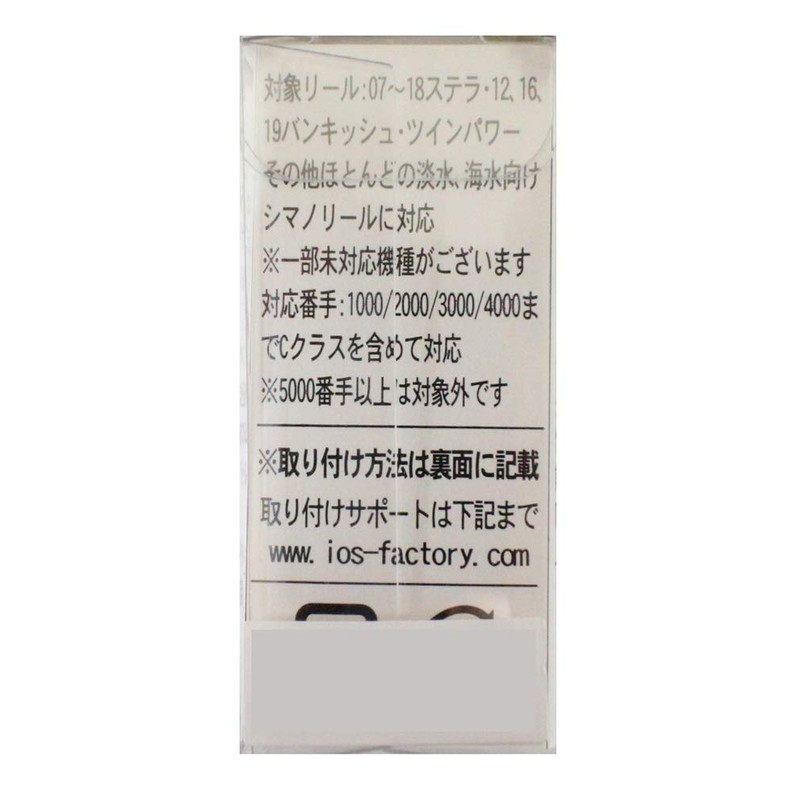 対象リール:07～18ステラ・12、16、
19バンキッシュ・ツインパワー
その他ほとんどの淡水、海水向け
シマノリールに対応
※一部未対応機種がございます
対応番手:1000/2000/3000/4000ま
でCクラスを含めて対応
※5000番手以上は対象外です
※取り付け方法は裏面に記載
取り付けサポートは下記まで
www.ios-factory.com